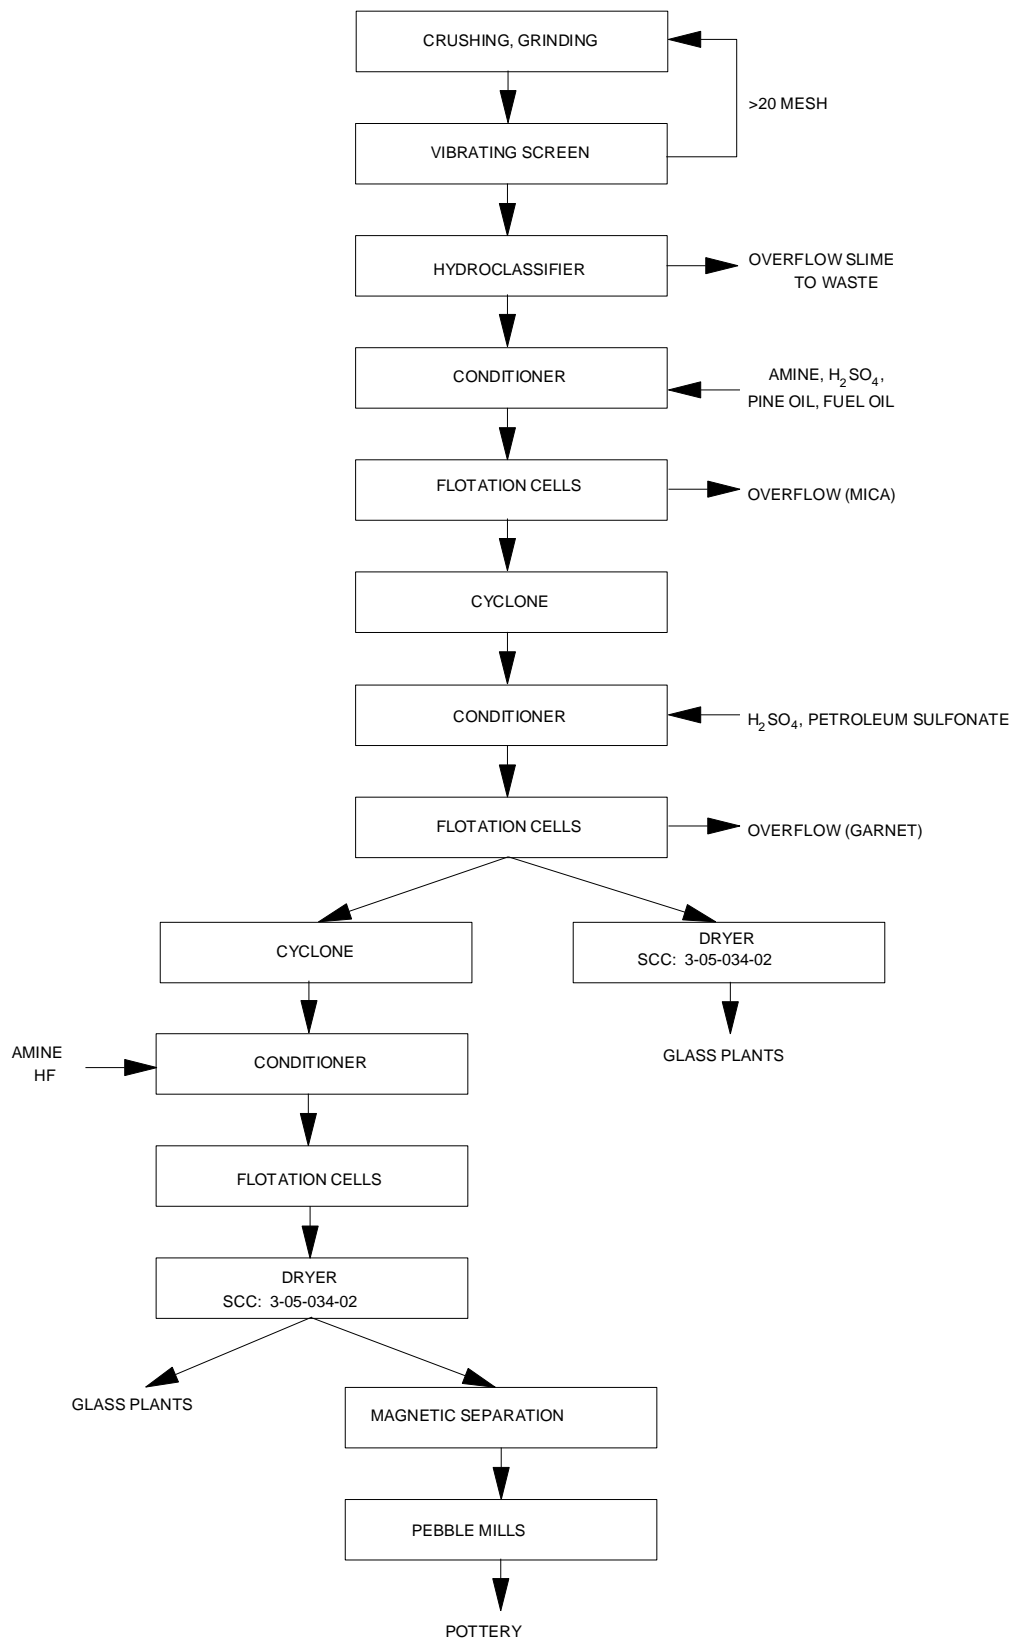 CRUSHING, GRINDING
>20 MESH
VIBRATING SCREEN
HYDROCLASSIFIER
OVERFLOW SLIME
TO WASTE
CONDITIONER
AMINE, H2SO4,
PINE OIL, FUEL OIL
FLOTATION CELLS
OVERFLOW (MICA)
CYCLONE
CONDITIONER
H2SO4, PETROLEUM SULFONATE
FLOTATION CELLS
OVERFLOW (GARNET)
CYCLONE
DRYER
SCC: 3-05-034-02
GLASS PLANTS
AMINE
HF
CONDITIONER
FLOTATION CELLS
DRYER
SCC: 3-05-034-02
GLASS PLANTS
MAGNETIC SEPARATION
PEBBLE MILLS
POTTERY